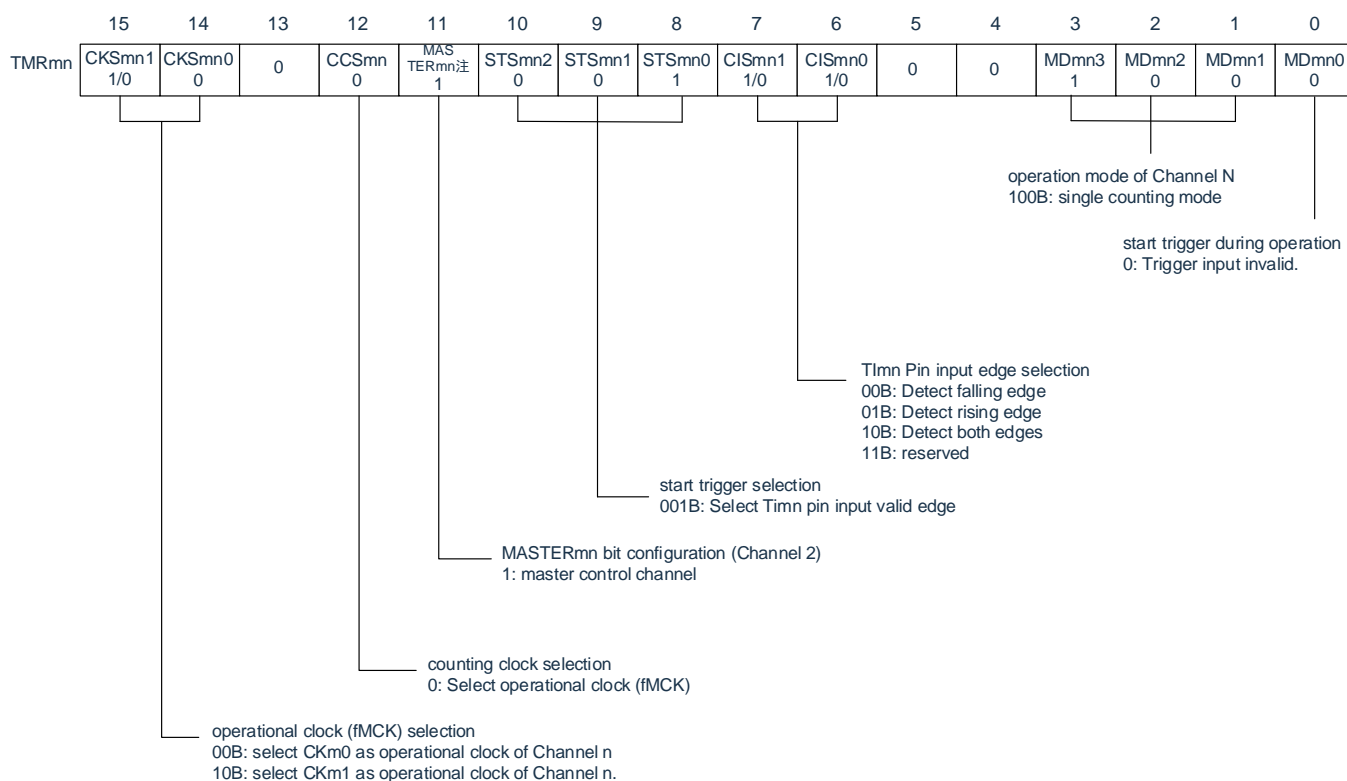 15 14 13 12 11 10 9 8 7 6 5 4 3 2 1 0
TMRmn CKSmn1 CKSmn0 0 CCSmn MAS TERmn注 STSmn2 STSmn1 STSmn0 CISmn1 CISmn0 0 0 MDmn3 MDmn2 MDmn1 MDmn0
1/0 0 0 1 0 0 1 1/0 1/0 1 0 0 0
operation mode of Channel N
100B: single counting mode
start trigger during operation
0: Trigger input invalid.
TImn Pin input edge selection
00B: Detect falling edge
01B: Detect rising edge
10B: Detect both edges
11B: reserved
start trigger selection
001B: Select Timn pin input valid edge
MASTERmn bit configuration (Channel 2)
1: master control channel
counting clock selection
0: Select operational clock (fMCK)
operational clock (fMCK) selection
00B: select CKm0 as operational clock of Channel n
10B: select CKm1 as operational clock of Channel n.